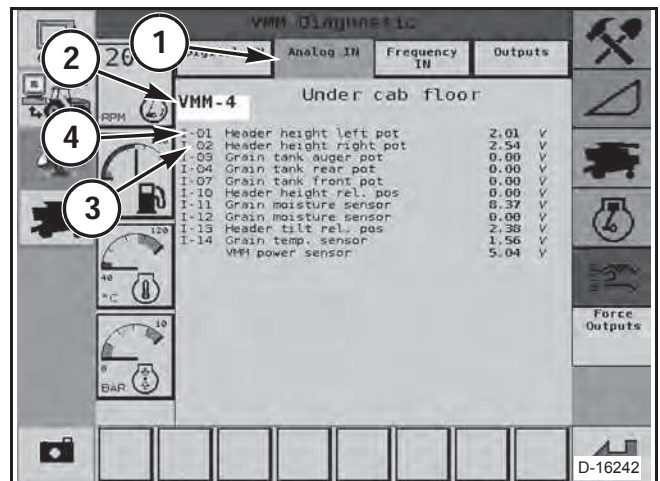 VMM Diagnostic
1
2
20
Analog IN
Frequency
IN
Outputs
VMM-4
Under cab floor
RPM
4
3
I-01 Header height left pot 2.01 V
I-02 Header height right pot 2.54 V
I-03 Grain tank auger pot 0.00 V
I-04 Grain tank rear pot 0.00 V
I-07 Grain tank front pot 0.00 V
I-10 Header height rel. pos 0.00 V
I-11 Grain moisture sensor 8.37 V
I-12 Grain moisture sensor 0.00 V
I-13 Header tilt rel. pos 2.38 V
I-14 Grain temp. sensor 1.56 V
VMM power sensor 5.04 V
120
40
°C
10
0
BAR
Force
Outputs
D-16242